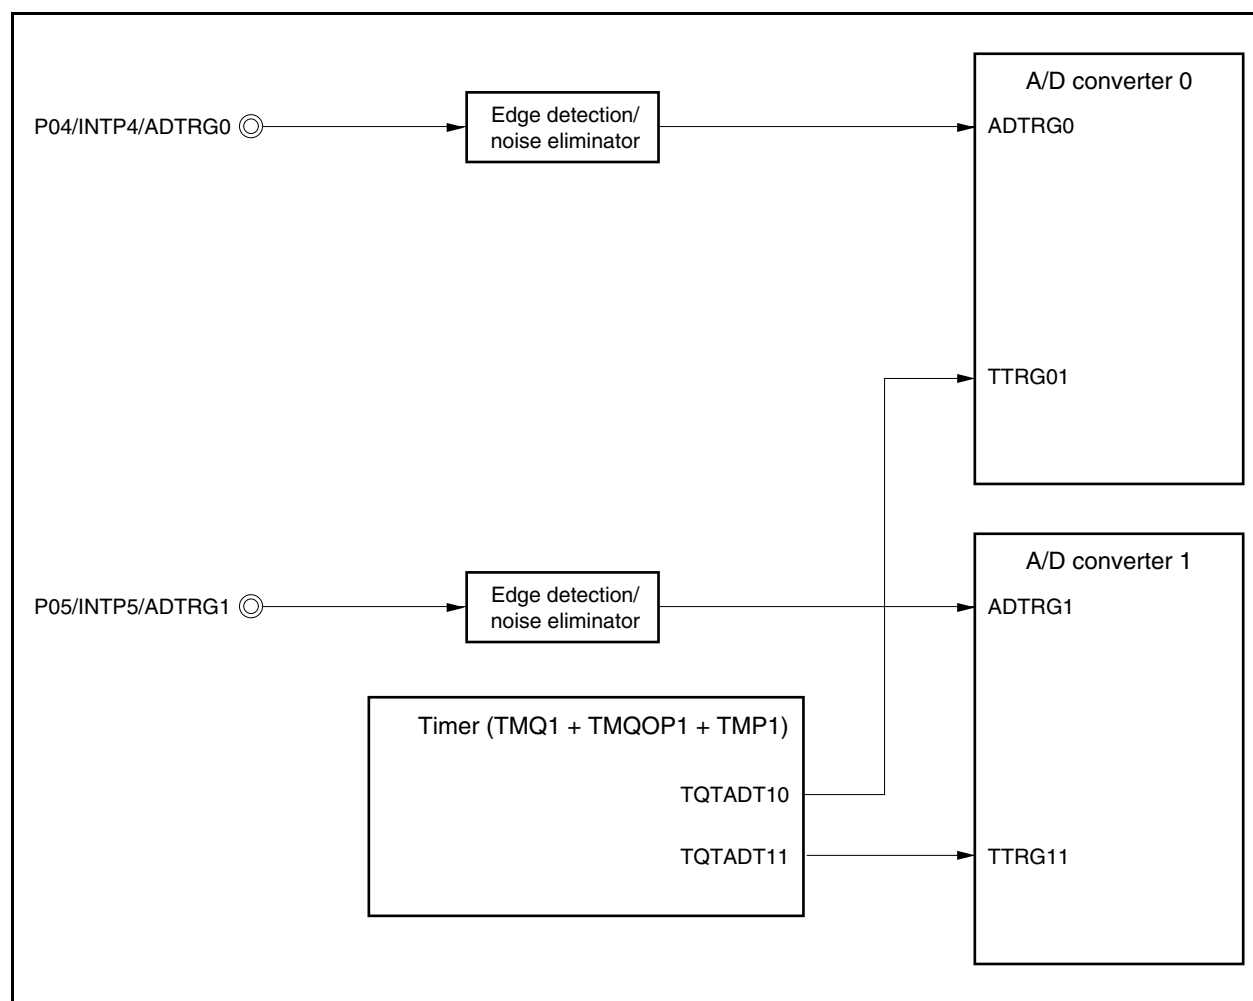 A/D converter 0
P04/INTP4/ADTRG0
Edge detection/
noise eliminator
ADTRG0
TTRG01
A/D converter 1
P05/INTP5/ADTRG1
Edge detection/
noise eliminator
ADTRG1
Timer (TMQ1 + TMQOP1 + TMP1)
TQTADT10
TQTADT11
TTRG11